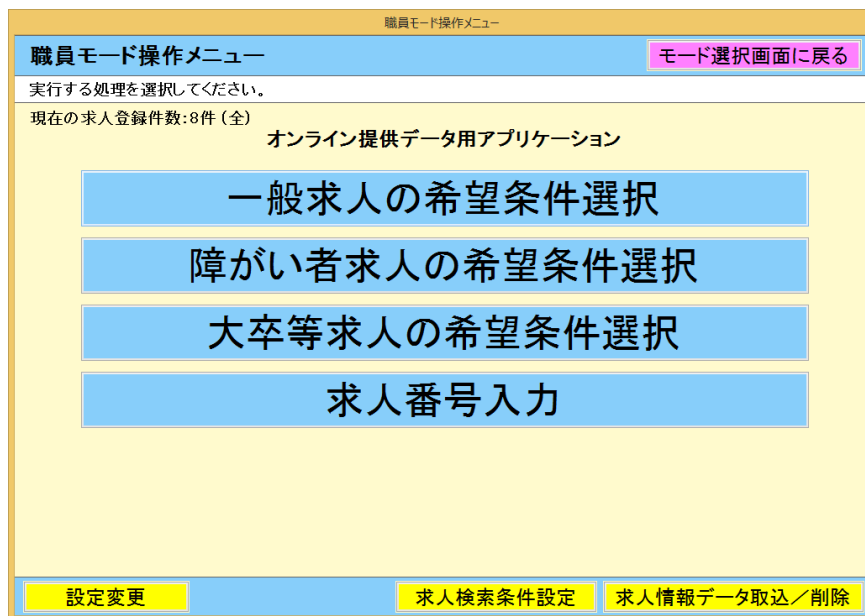 職員モード操作メニュー
職員モード操作メニュー
モード選択画面に戻る
実行する処理を選択してください。
現在の求人登録件数:8件(全)
オンライン提供データ用アプリケーション
一般求人の希望条件選択
障がい者求人の希望条件選択
大卒等求人の希望条件選択
求人番号入力
設定変更
求人検索条件設定
求人情報データ取込／削除